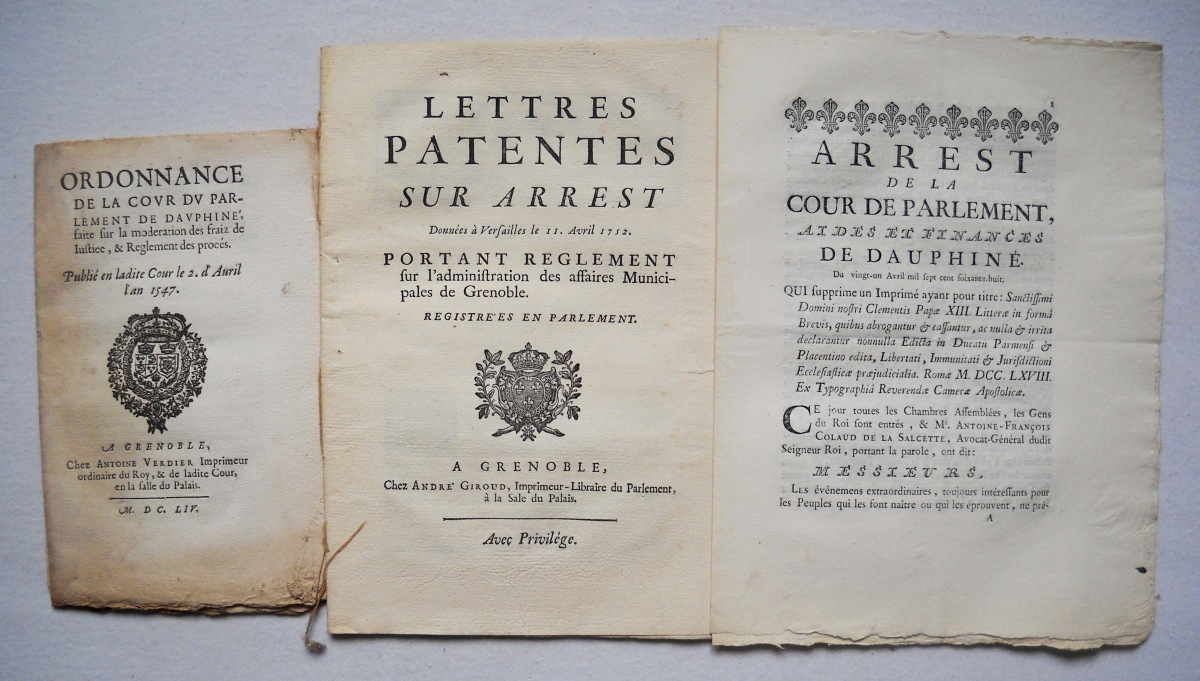 ORDONNANCE
DE LA COVR DV PAR-
LEMENT DE DAVPHINE',
faite sur la moderation des fraiz de
Iustice, & Reglement des procés.
Publié en ladite Cour le 2. d'Auril
l'an 1547.
A GRENOBLE,
Chez ANTOINE VERDIER Imprimeur
ordinaire du Roy, & de ladite Cour,
en la salle du Palais.
M. DC. LIV.
LETTRES
PATENTES
SUR ARREST
Données à Versailles le 11. Avril 1752.
PORTANT REGLEMENT
sur l'administration des affaires Munici-
pales de Grenoble.
REGISTRE'ES EN PARLEMENT.
A GRENOBLE,
Chez ANDRE' GIROUD, Imprimeur-Libraire du Parlement,
à la Sale du Palais.
Avec Privilége.
1
ARREST
DE LA
COUR DE PARLEMENT,
AIDES ET FINANCES
DE DAUPHINÉ.
Du vingt-un Avril mil sept cent soixante-huit.
QUI supprime un Imprimé ayant pour titre: Sanctissimi
Domini nostri Clementis Papæ XIII. Litteræ in formâ
Brevis, quibus abrogantur & cassantur, ac nulla & irrita
declarantur nonnulla Edicta in Ducatu Parmensi &
Placentino edita, Libertati, Immunitati & Jurisdictioni
Ecclesiasticæ præjudicialia. Romæ M. DCC. LXVIII.
Ex Typographiâ Reverendæ Cameræ Apostolicæ.
CE jour toutes les Chambres Assemblées, les Gens
du Roi sont entrés, & Me. ANTOINE-FRANÇOIS
COLAUD DE LA SALCETTE, Avocat-Général dudit
Seigneur Roi, portant la parole, ont dit:
MESSIEURS,
LES événemens extraordinaires, toujours intéressants pour
les Peuples qui les font naître ou qui les éprouvent, ne pré-
A